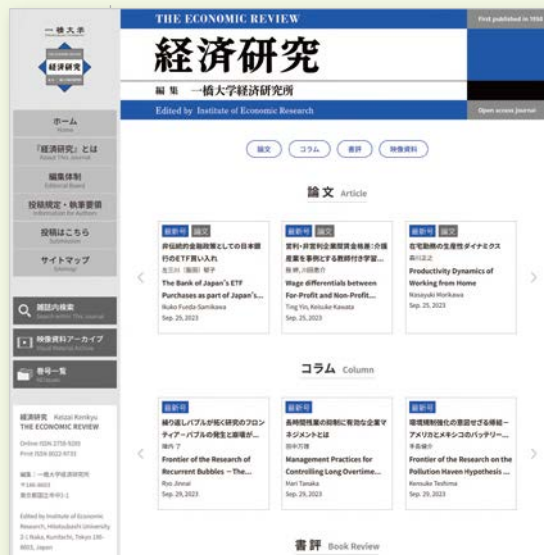 一橋大学
経済研究
ホーム
Home
『経済研究』とは
About This Journal
編集体制
Editorial Board
投稿規定・執筆要領
Information for Authors
投稿はこちら
Submission
サイトマップ
Sitemap
雑誌内検索
Search within This Journal
映像資料アーカイブ
Visual Material Archive
巻号一覧
All Issues
経済研究 Keizai Kenkyu
THE ECONOMIC REVIEW
Online ISSN
Print ISSN
編集：一橋大学経済研究所
東京都国立市中2-1
Edited by Institute of Economic
Research, Hitotsubashi University
2-1 Naka, Kunitachi, Tokyo 186-
8603, Japan
THE ECONOMIC REVIEW
First published in 1950
経済研究
編集 一橋大学経済研究所
Edited by Institute of Economic Research
Open access journal
論文
コラム
書評
映像資料
論文 Article
最新号 論文
非伝統的金融政策としての日本銀
行のETF買い入れ
左三川（笛田）郁子
The Bank of Japan's ETF
Purchases as part of Japan's...
Ikuko Fueda-Samikawa
Sep. 25, 2023
最新号 論文
営利・非営利企業間賃金格差：介護
産業を事例とする教師付き学習...
殷婷, 川田恵介
Wage differentials between
For-Profit and Non-Profit...
Ting Yin, Keisuke Kawata
Sep. 25, 2023
最新号 論文
在宅勤務の生産性ダイナミクス
森川正之
Productivity Dynamics of
Working from Home
Masayuki Morikawa
Sep. 25, 2023
コラム Column
最新号
繰り返しバブルが拓く研究のフロン
ティアーバブルの発生と崩壊が...
陣内 了
Frontier of the Research of
Recurrent Bubbles －The...
Ryo Jinnai
Sep. 29, 2023
最新号
長時間残業の抑制に有効な企業マ
ネジメントとは
田中万理
Management Practices for
Controlling Long Overtime...
Mari Tanaka
Sep. 29, 2023
最新号
環境規制強化の意図せざる帰結－
アメリカとメキシコのバッテリー...
手島健介
Frontier of the Research on the
Pollution Haven Hypothesis ...
Kensuke Teshima
Sep. 29, 2023
書評 Book Review